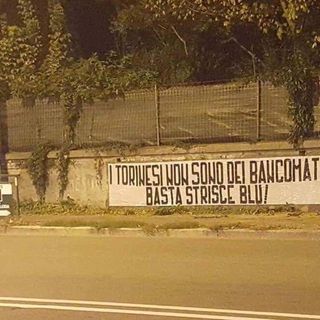 I TORINESI NON SONO DEI BANCOMAT
BASTA STRISCE BLU!